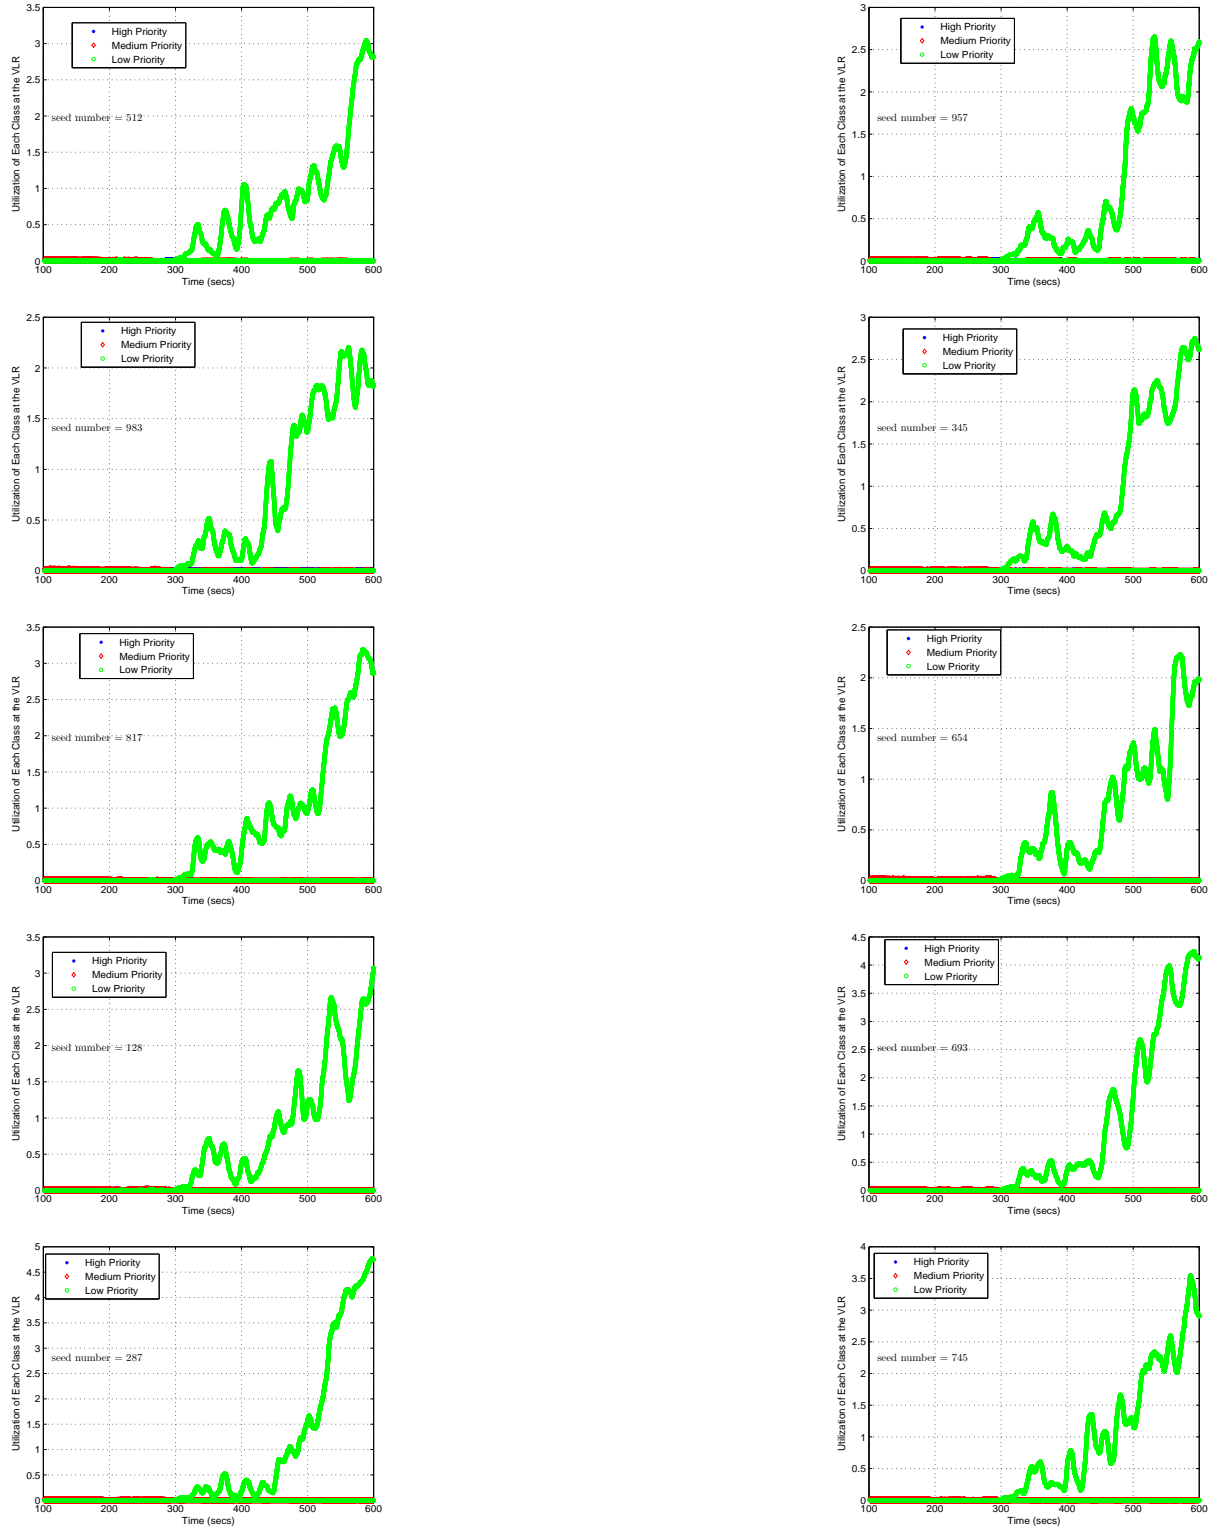 3.5
3
2.5
2
1.5
1
0.5
0
100 200 300 400 500 600
Time (secs)
Utilization of Each Class at the VLR
High Priority
Medium Priority
Low Priority
seed number = 512
3
2.5
2
1.5
1
0.5
0
100 200 300 400 500 600
Time (secs)
Utilization of Each Class at the VLR
High Priority
Medium Priority
Low Priority
seed number = 957
2.5
2
1.5
1
0.5
0
100 200 300 400 500 600
Time (secs)
Utilization of Each Class at the VLR
High Priority
Medium Priority
Low Priority
seed number = 983
3
2.5
2
1.5
1
0.5
0
100 200 300 400 500 600
Time (secs)
Utilization of Each Class at the VLR
High Priority
Medium Priority
Low Priority
seed number = 345
3.5
3
2.5
2
1.5
1
0.5
0
100 200 300 400 500 600
Time (secs)
Utilization of Each Class at the VLR
High Priority
Medium Priority
Low Priority
seed number = 817
2.5
2
1.5
1
0.5
0
100 200 300 400 500 600
Time (secs)
Utilization of Each Class at the VLR
High Priority
Medium Priority
Low Priority
seed number = 654
3.5
3
2.5
2
1.5
1
0.5
0
100 200 300 400 500 600
Time (secs)
Utilization of Each Class at the VLR
High Priority
Medium Priority
Low Priority
seed number = 128
4.5
4
3.5
3
2.5
2
1.5
1
0.5
0
100 200 300 400 500 600
Time (secs)
Utilization of Each Class at the VLR
High Priority
Medium Priority
Low Priority
seed number = 693
5
4.5
4
3.5
3
2.5
2
1.5
1
0.5
0
100 200 300 400 500 600
Time (secs)
Utilization of Each Class at the VLR
High Priority
Medium Priority
Low Priority
seed number = 287
4
3.5
3
2.5
2
1.5
1
0.5
0
100 200 300 400 500 600
Time (secs)
Utilization of Each Class at the VLR
High Priority
Medium Priority
Low Priority
seed number = 745